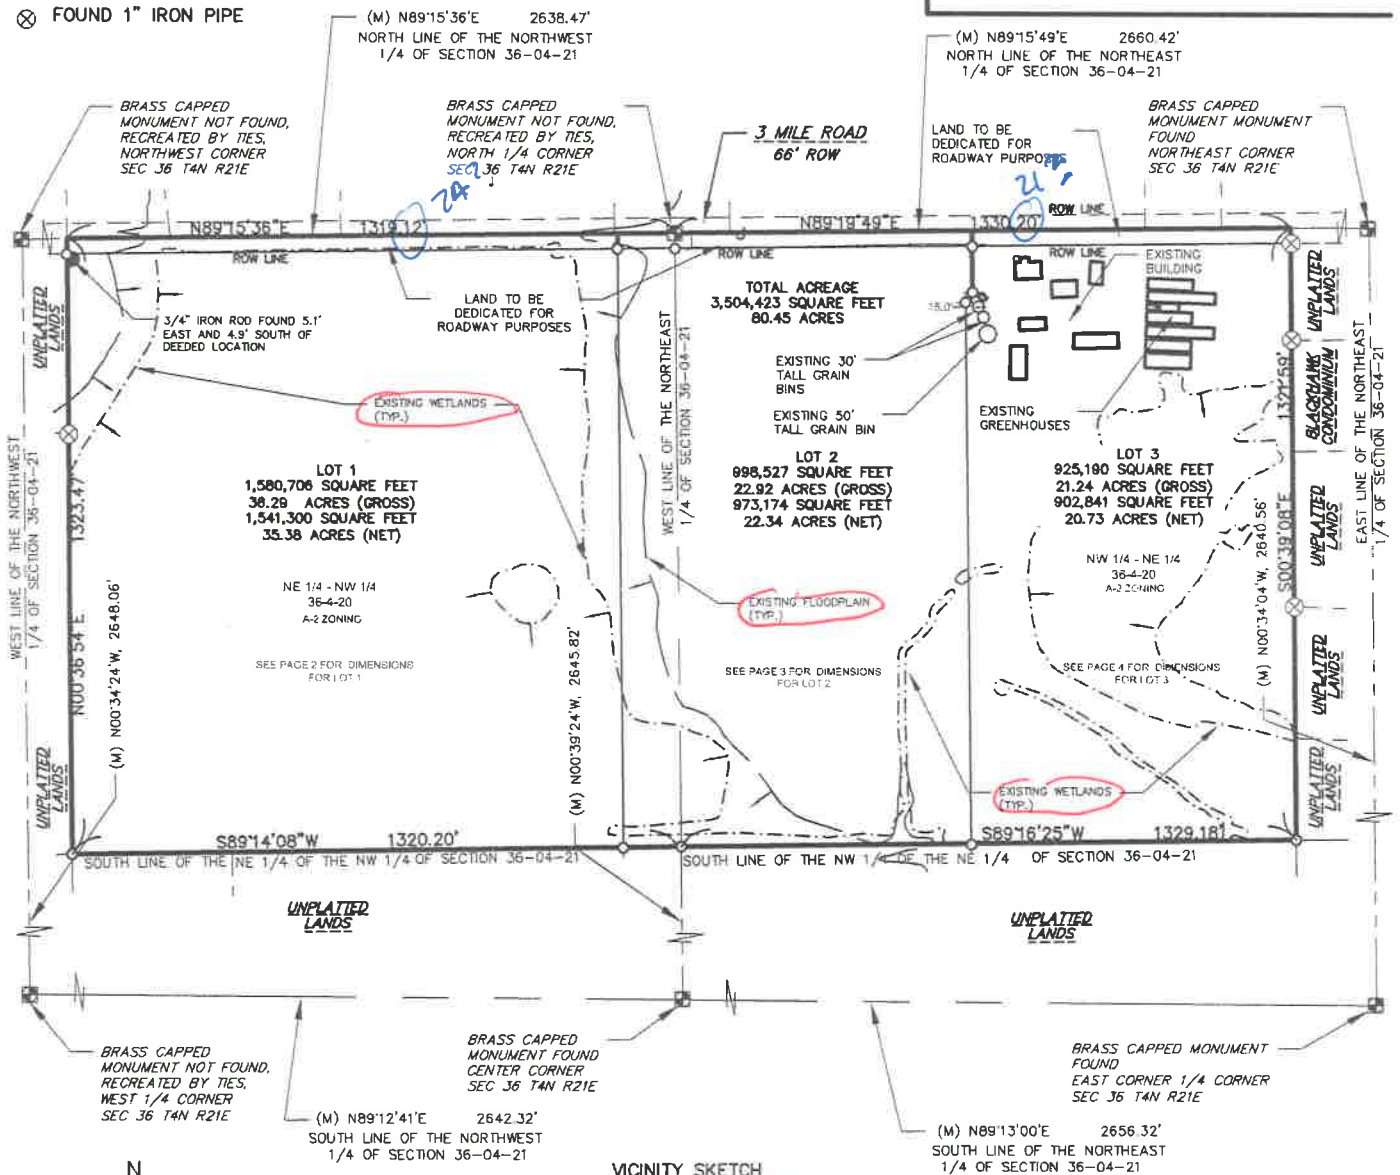 FOUND 1" IRON PIPE
(M) N89°15'36"E 2638.47'
NORTH LINE OF THE NORTHWEST
1/4 OF SECTION 36-04-21
(M) N89°15'49"E 2660.42'
NORTH LINE OF THE NORTHEAST
1/4 OF SECTION 36-04-21
BRASS CAPPED
MONUMENT NOT FOUND,
RECREATED BY TIES,
NORTHWEST CORNER
SEC 36 T4N R21E
BRASS CAPPED
MONUMENT NOT FOUND,
RECREATED BY TIES,
NORTH 1/4 CORNER
SEC 36 T4N R21E
3 MILE ROAD
66' ROW
LAND TO BE
DEDICATED FOR
ROADWAY PURPOSES
BRASS CAPPED
MONUMENT MONUMENT
FOUND
NORTHEAST CORNER
SEC 36 T4N R21E
21
ROW LINE
N89°15'36"E 1319.12'
N89°19'49"E 1330.20'
ROW LINE
ROW LINE
ROW LINE
EXISTING
BUILDING
TOTAL ACREAGE
3,504,423 SQUARE FEET
80.45 ACRES
LAND TO BE
DEDICATED FOR
ROADWAY PURPOSES
15.0'
3/4" IRON ROD FOUND 5.1'
EAST AND 4.9' SOUTH OF
DEEDED LOCATION
EXISTING 30'
TALL GRAIN
BINS
EXISTING 50'
TALL GRAIN BIN
EXISTING
GREENHOUSES
EXISTING WETLANDS
(TYP.)
UNPLATTED
LANDS
UNPLATTED
LANDS
BLACKHAWK
CONDOMINIUM
1321.59'
S00°39'08"E
WEST LINE OF THE NORTHWEST
1/4 OF SECTION 36-04-21
WEST LINE OF THE NORTHEAST
1/4 OF SECTION 36-04-21
EAST LINE OF THE NORTHEAST
1/4 OF SECTION 36-04-21
LOT 1
1,580,706 SQUARE FEET
36.29 ACRES (GROSS)
1,541,300 SQUARE FEET
35.38 ACRES (NET)
LOT 2
998,527 SQUARE FEET
22.92 ACRES (GROSS)
973,174 SQUARE FEET
22.34 ACRES (NET)
LOT 3
925,190 SQUARE FEET
21.24 ACRES (GROSS)
902,841 SQUARE FEET
20.73 ACRES (NET)
N00°36'54"E 1323.47'
(M) N00°34'24"W, 2648.06'
(M) N00°39'24"W, 2645.82'
(M) N00°34'04"W, 2640.56'
NE 1/4 - NW 1/4
36-4-20
A-2 ZONING
NW 1/4 - NE 1/4
36-4-20
A-2 ZONING
EXISTING FLOODPLAIN
(TYP.)
SEE PAGE 2 FOR DIMENSIONS
FOR LOT 1
SEE PAGE 3 FOR DIMENSIONS
FOR LOT 2
SEE PAGE 4 FOR DIMENSIONS
FOR LOT 3
UNPLATTED
LANDS
UNPLATTED
LANDS
UNPLATTED
LANDS
UNPLATTED
LANDS
EXISTING WETLANDS
(TYP.)
S89°14'08"W 1320.20'
S89°16'25"W 1329.18'
SOUTH LINE OF THE NE 1/4 OF THE NW 1/4 OF SECTION 36-04-21
SOUTH LINE OF THE NW 1/4 OF THE NE 1/4 OF SECTION 36-04-21
UNPLATTED
LANDS
UNPLATTED
LANDS
BRASS CAPPED
MONUMENT NOT FOUND,
RECREATED BY TIES,
WEST 1/4 CORNER
SEC 36 T4N R21E
BRASS CAPPED
MONUMENT FOUND
CENTER CORNER
SEC 36 T4N R21E
BRASS CAPPED MONUMENT
FOUND
EAST CORNER 1/4 CORNER
SEC 36 T4N R21E
(M) N89°12'41"E 2642.32'
SOUTH LINE OF THE NORTHWEST
1/4 OF SECTION 36-04-21
(M) N89°13'00"E 2656.32'
SOUTH LINE OF THE NORTHEAST
1/4 OF SECTION 36-04-21
N
VICINITY SKETCH